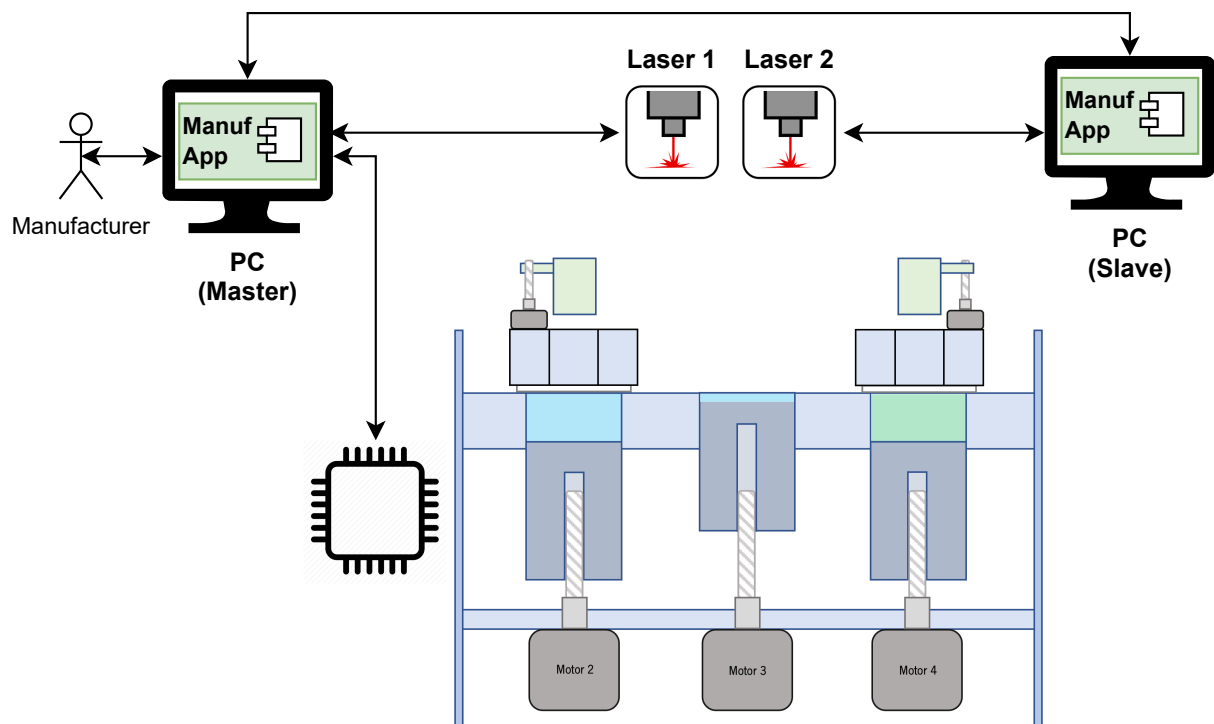 Laser 1
Laser 2
Manuf
App
Manuf
App
Manufacturer
PC
(Master)
PC
(Slave)
Motor 2
Motor 3
Motor 4